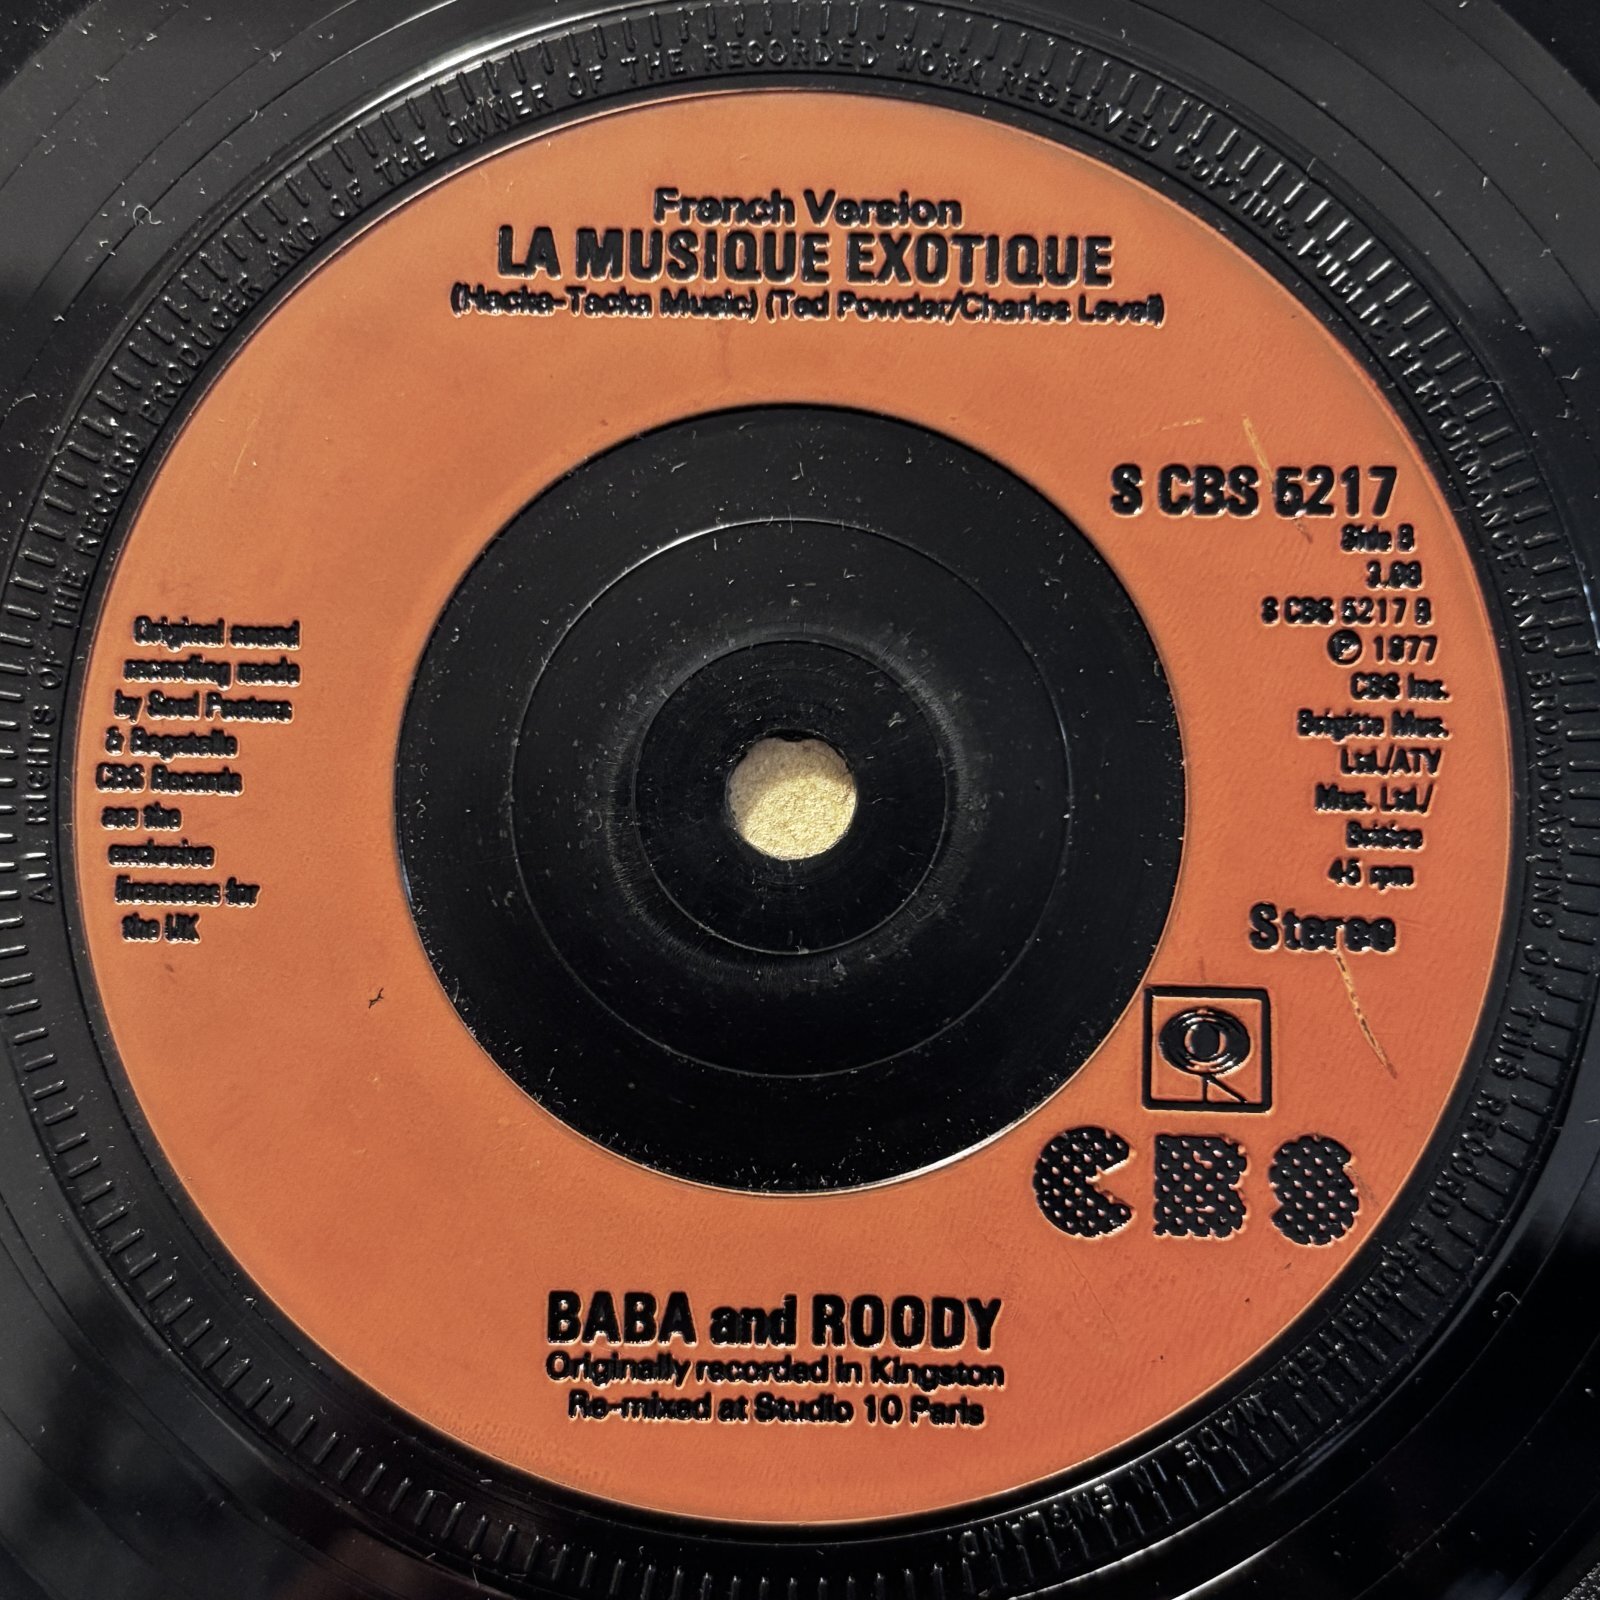 ALL RIGHTS OF THE RECORD PRODUCER AND OF THE OWNER OF THE RECORDED WORK RESERVED COPYING, PUBLIC PERFORMANCE AND BROADCASTING OF THIS RECORD PROHIBITED
MADE IN ENGLAND
French Version
LA MUSIQUE EXOTIQUE
(Hacka-Tacka Music) (Ted Powder/Charles Level)
S CBS 5217
Side B
S CBS 5217 B
℗ 1977
CBS Inc.
Brigitte Mus.
Ltd./ATV
Mus. Ltd./
45 rpm
Stereo
Original sound
recording made
by Soul Posters
& Bagatelle
CBS Records
are the
exclusive
licensees for
the UK
CBS
BABA and ROODY
Originally recorded in Kingston
Re-mixed at Studio 10 Paris